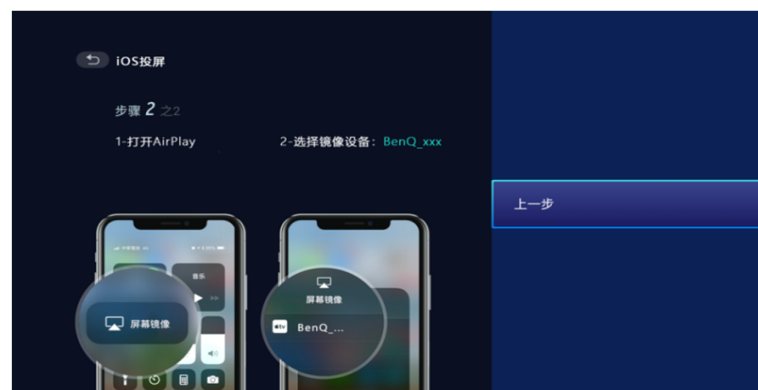 iOS投屏
步骤 2 之2
1-打开AirPlay
2-选择镜像设备：BenQ_xxx
上一步
音乐
屏幕镜像
屏幕镜像
tv
BenQ_...